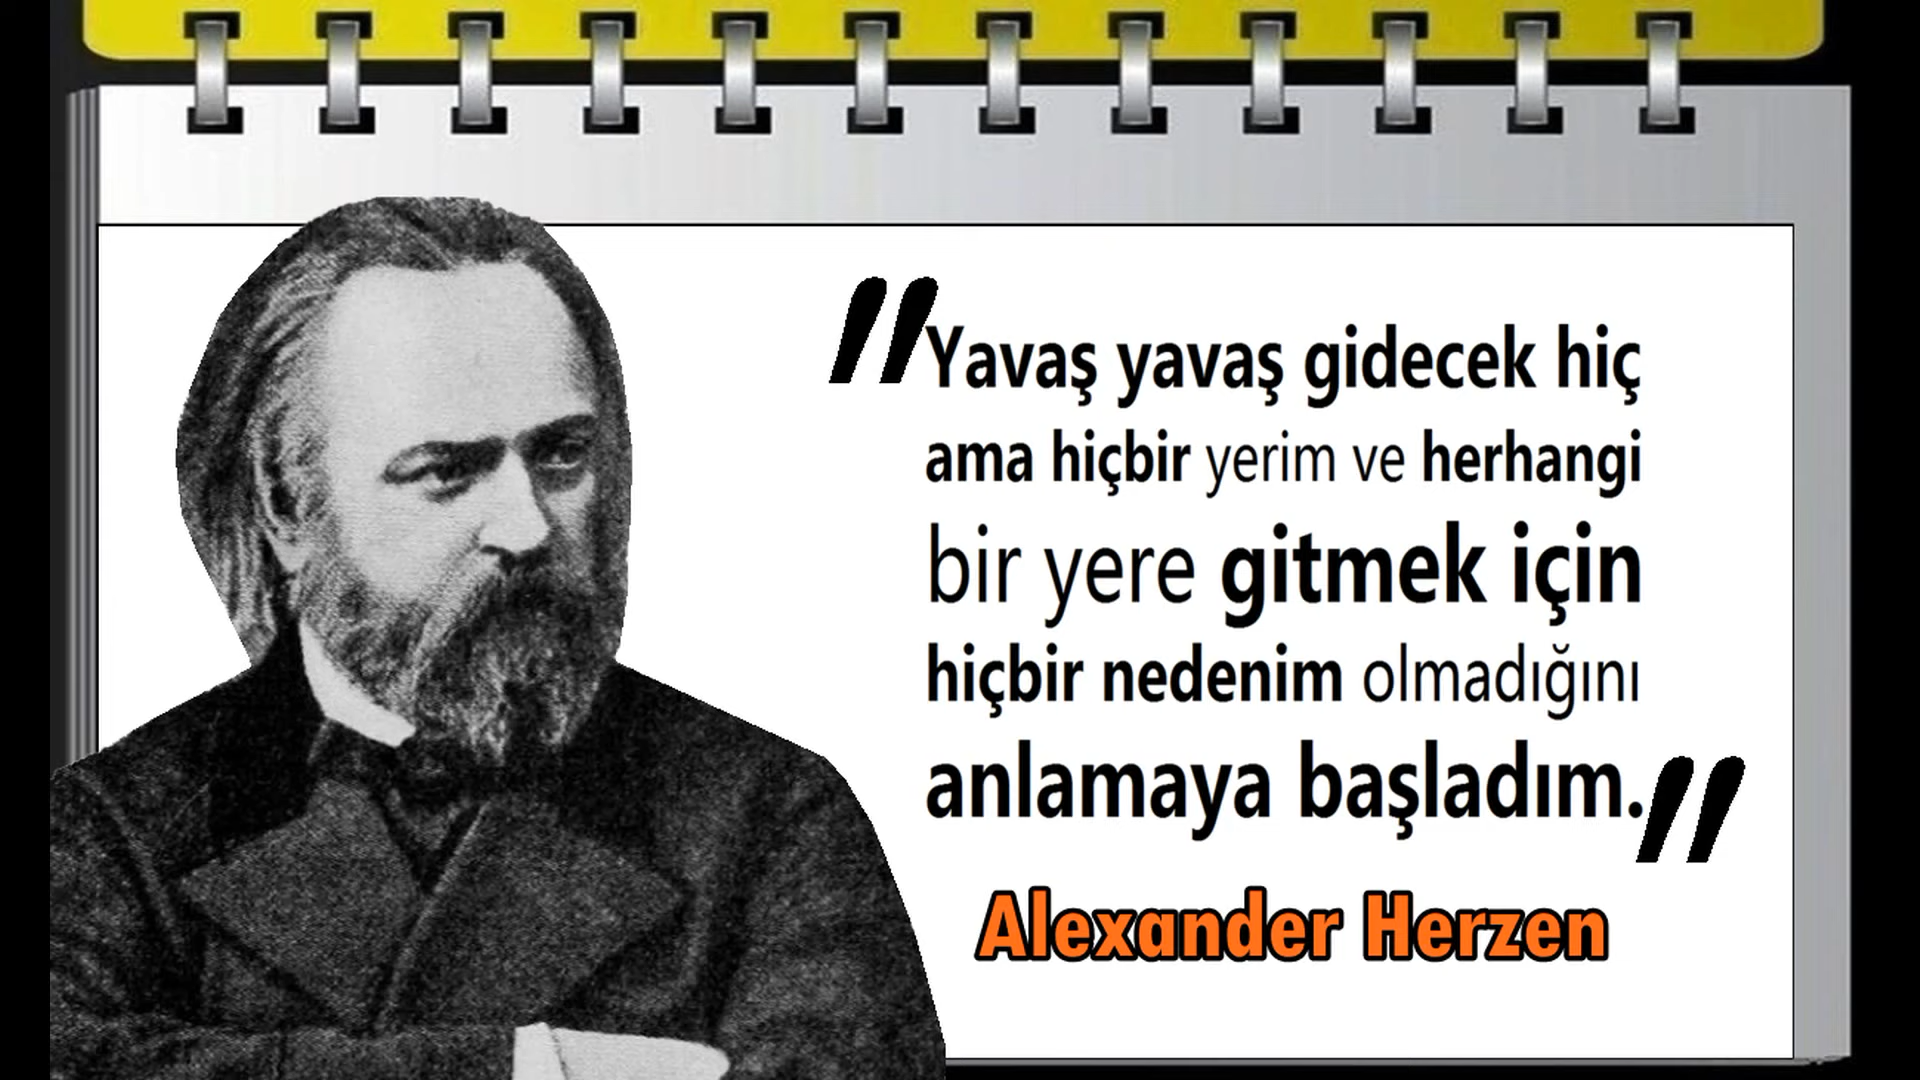 "Yavaş yavaş gidecek hiç
ama hiçbir yerim ve herhangi
bir yere gitmek için
hiçbir nedenim olmadığını
anlamaya başladım."
Alexander Herzen